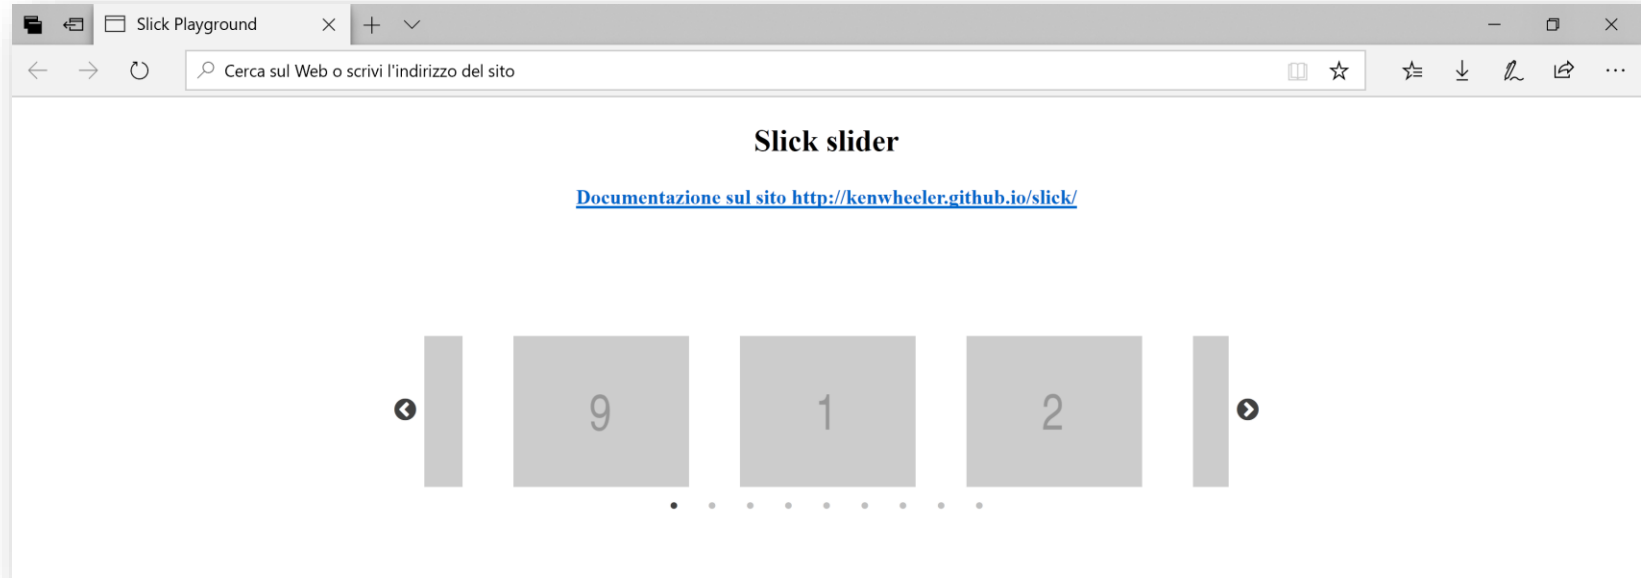 Slick Playground
Cerca sul Web o scrivi l'indirizzo del sito
Slick slider
Documentazione sul sito http://kenwheeler.github.io/slick/
9 1 2